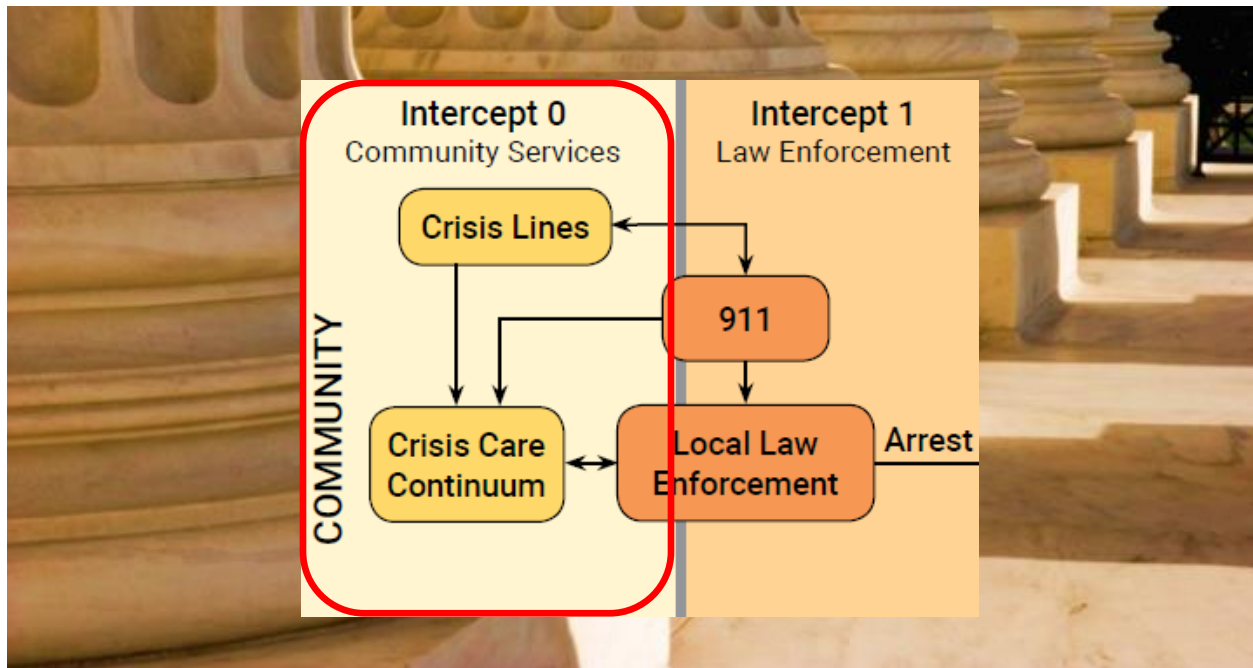 Intercept 0
Community Services
Intercept 1
Law Enforcement
Crisis Lines
911
COMMUNITY
Crisis Care
Continuum
Local Law
Enforcement
Arrest